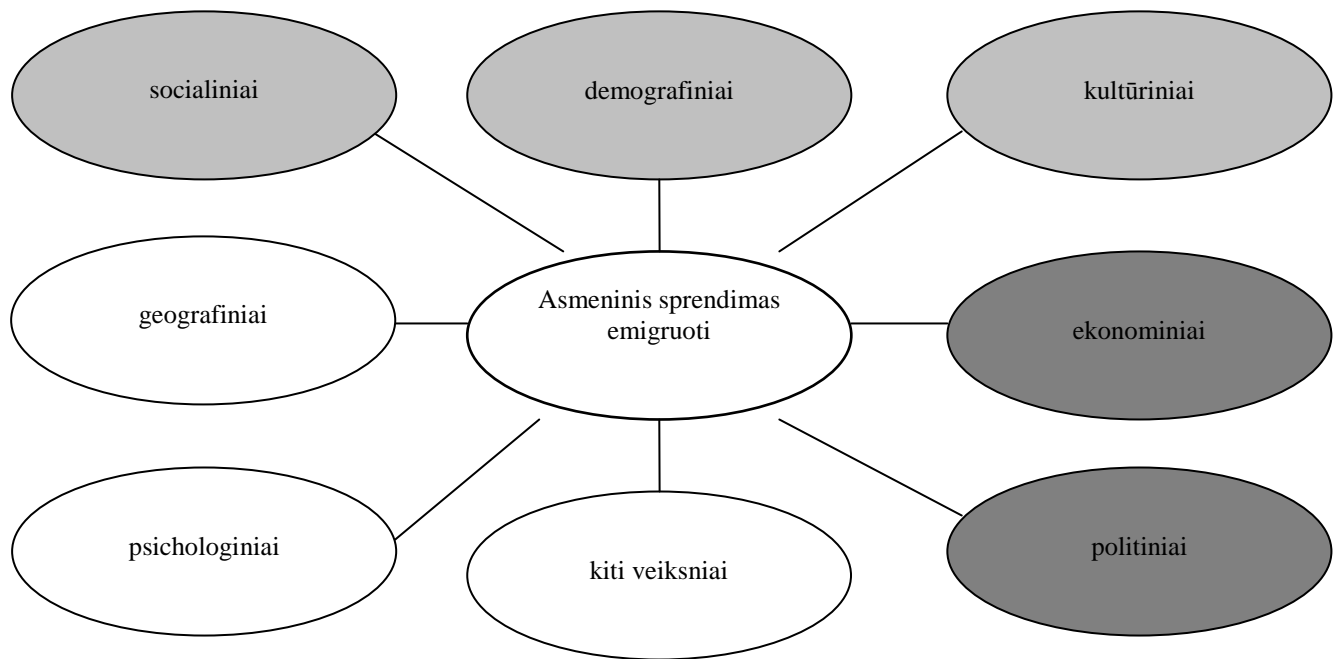 socialiniai
demografiniai
kultūriniai
geografiniai
Asmeninis sprendimas
emigruoti
ekonominiai
psichologiniai
kiti veiksniai
politiniai